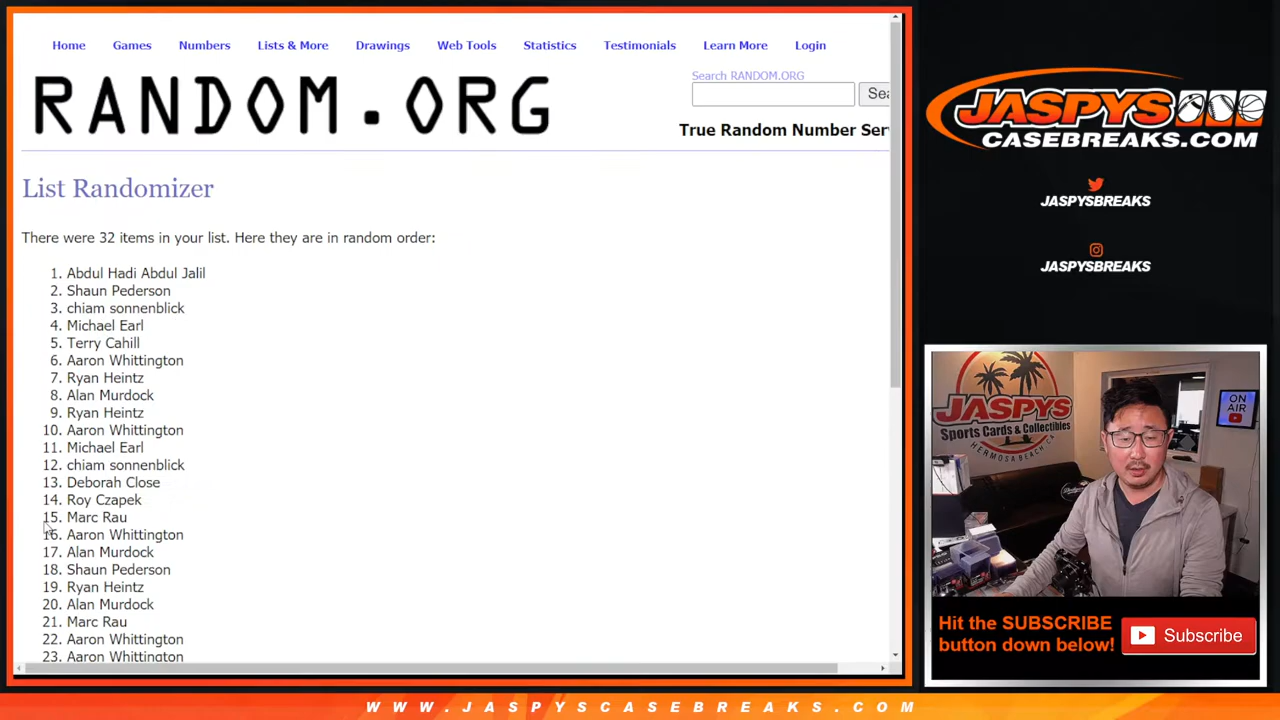 Home Games Numbers Lists & More Drawings Web Tools Statistics Testimonials Learn More Login
Search RANDOM.ORG
RANDOM.ORG
Sea
True Random Number Ser
List Randomizer
There were 32 items in your list. Here they are in random order:
1. Abdul Hadi Abdul Jalil
2. Shaun Pederson
3. chiam sonnenblick
4. Michael Earl
5. Terry Cahill
6. Aaron Whittington
7. Ryan Heintz
8. Alan Murdock
9. Ryan Heintz
10. Aaron Whittington
11. Michael Earl
12. chiam sonnenblick
13. Deborah Close
14. Roy Czapek
15. Marc Rau
16. Aaron Whittington
17. Alan Murdock
18. Shaun Pederson
19. Ryan Heintz
20. Alan Murdock
21. Marc Rau
22. Aaron Whittington
23. Aaron Whittington
JASPYS
CASEBREAKS.COM
JASPYSBREAKS
JASPYSBREAKS
JASPYS
Sports Cards & Collectibles
HERMOSA BEACH, CA
ON
AIR
Hit the SUBSCRIBE
button down below!
Subscribe
WWW.JASPYSCASEBREAKS.COM